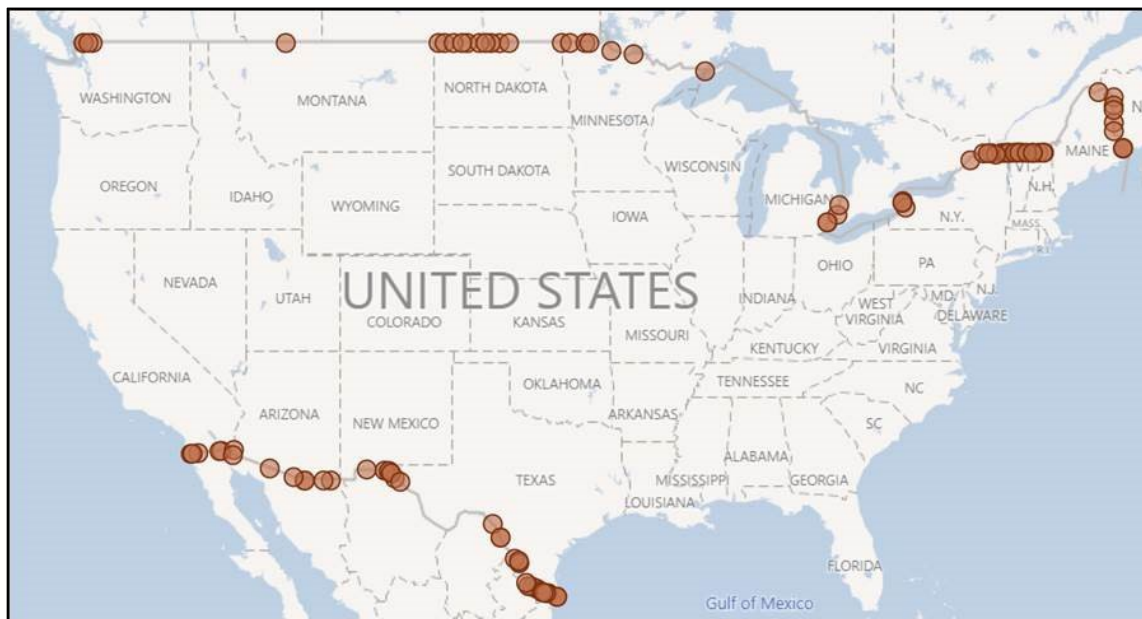 WASHINGTON
MONTANA
NORTH DAKOTA
MINNESOTA
N
MAINE
VT
OREGON
IDAHO
SOUTH DAKOTA
WISCONSIN
MICHIGAN
N.H.
WYOMING
N.Y.
MASS
R.I.
IOWA
NEVADA
UTAH
UNITED STATES
OHIO
PA
N.J.
MD.
DELAWARE
COLORADO
KANSAS
MISSOURI
INDIANA
WEST
VIRGINIA
VIRGINIA
KENTUCKY
CALIFORNIA
ARIZONA
NEW MEXICO
OKLAHOMA
ARKANSAS
TENNESSEE
NC
SC
TEXAS
MISSISSIPPI
ALABAMA
GEORGIA
LOUISIANA
FLORIDA
Gulf of Mexico